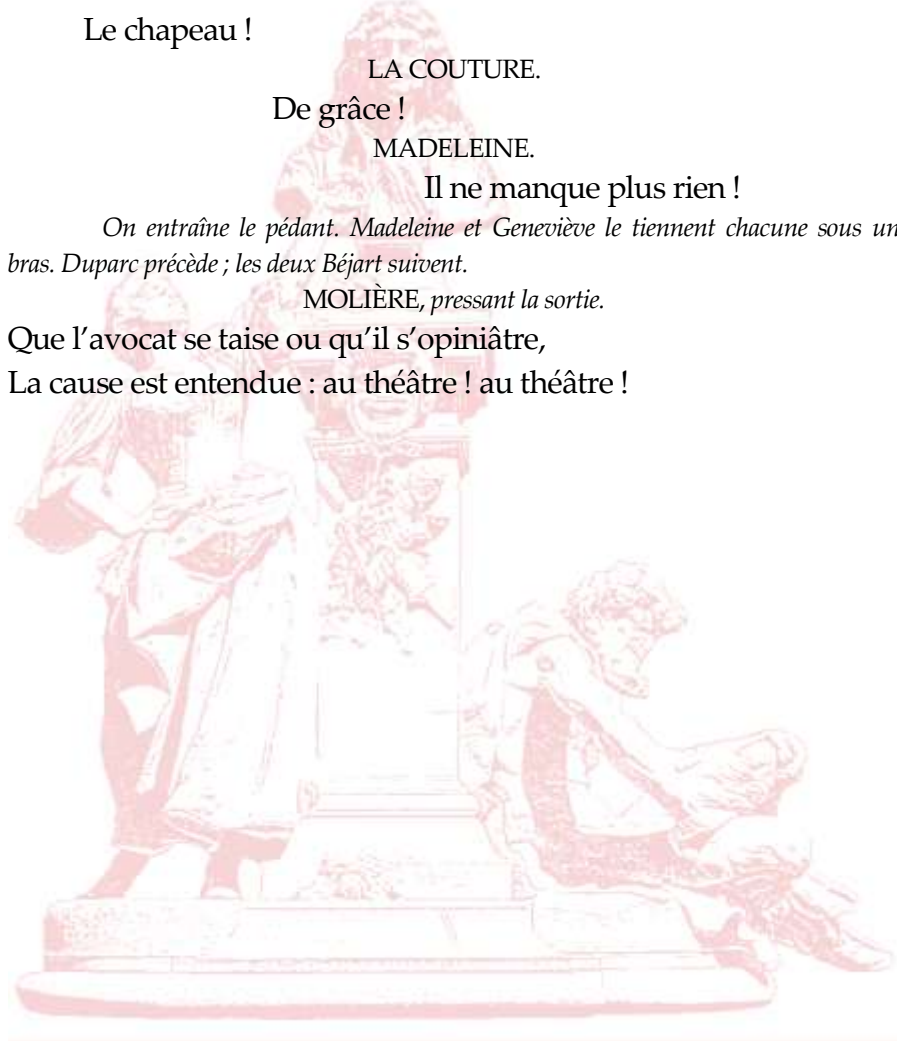 Le chapeau !
LA COUTURE.
De grâce !
MADELEINE.
Il ne manque plus rien !
On entraîne le pédant. Madeleine et Geneviève le tiennent chacune sous un
bras. Duparc précède ; les deux Béjart suivent.
MOLIÈRE, pressant la sortie.
Que l’avocat se taise ou qu’il s’opiniâtre,
La cause est entendue : au théâtre ! au théâtre !